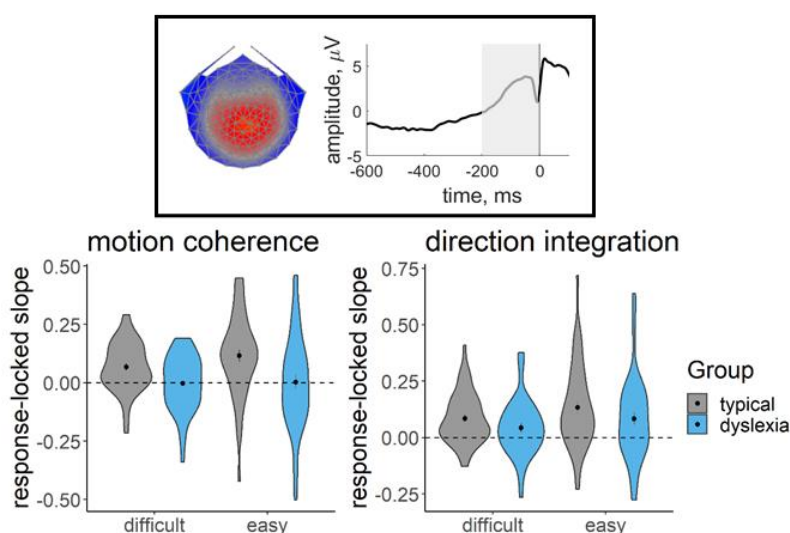 amplitude, μV
5
0
-5
-600 -400 -200 0
time, ms
motion coherence
response-locked slope
0.50
0.25
0.00
-0.25
-0.50
difficult easy
direction integration
response-locked slope
0.75
0.50
0.25
0.00
-0.25
difficult easy
Group
typical
dyslexia